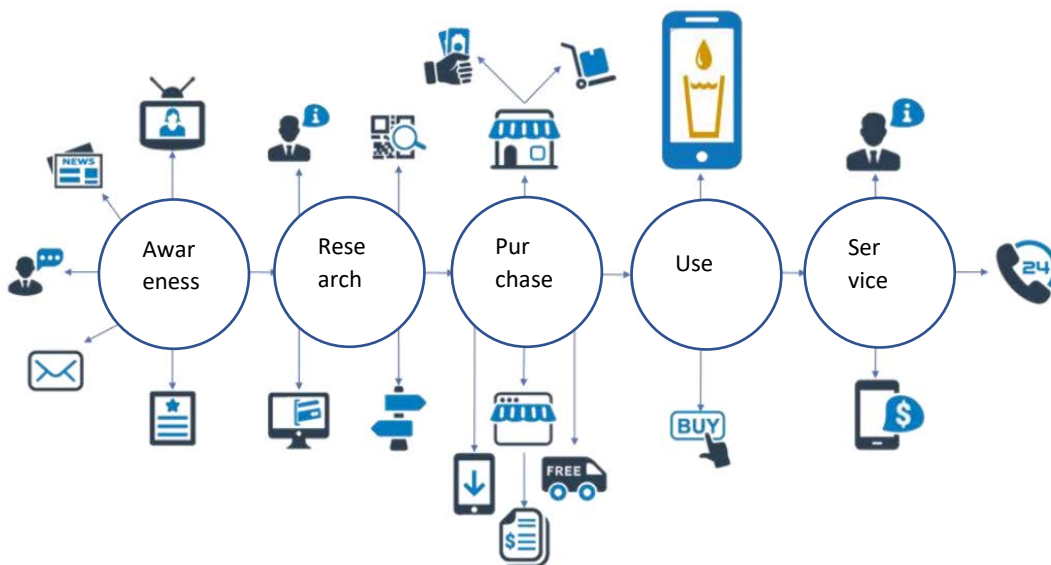 NEWS
i
i
Awar
eness
Rese
arch
Pur
chase
Use
Ser
vice
24
BUY
$
FREE
$